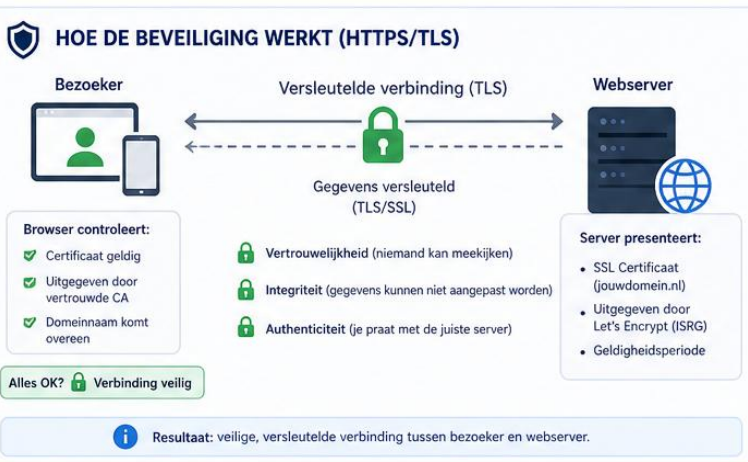 HOE DE BEVEILIGING WERKT (HTTPS/TLS)
Bezoeker
Versleutelde verbinding (TLS)
Webserver
Gegevens versleuteld
(TLS/SSL)
Browser controleert:
Certificaat geldig
Uitgegeven door
vertrouwde CA
Domeinnaam komt
overeen
Vertrouwelijkheid (niemand kan meekijken)
Integriteit (gegevens kunnen niet aangepast worden)
Authenticiteit (je praat met de juiste server)
Server presenteert:
• SSL Certificaat
(jouwdomein.nl)
• Uitgegeven door
Let's Encrypt (ISRG)
• Geldigheidsperiode
Alles OK? Verbinding veilig
i Resultaat: veilige, versleutelde verbinding tussen bezoeker en webserver.